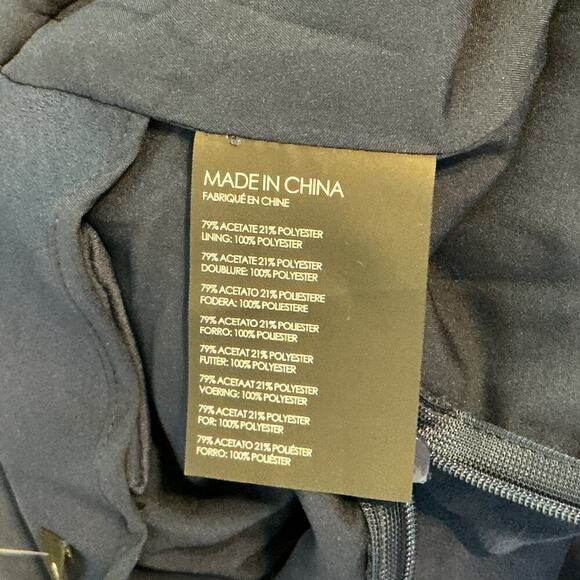 MADE IN CHINA
FABRIQUÉ EN CHINE
79% ACETATE 21% POLYESTER
LINING: 100% POLYESTER
79% ACETATE 21% POLYESTER
DOUBLURE: 100% POLYESTER
79% ACETATO 21% POLIESTERE
FODERA: 100% POLIESTERE
79% ACETATO 21% POLIÉSTER
FORRO: 100% POLIÉSTER
79% ACETAT 21% POLYESTER
FUTTER: 100% POLYESTER
79% ACETAAT 21% POLYESTER
VOERING: 100% POLYESTER
79% ACETAT 21% POLYESTER
FOR: 100% POLYESTER
79% ACETATO 21% POLIÉSTER
FORRO: 100% POLIÉSTER